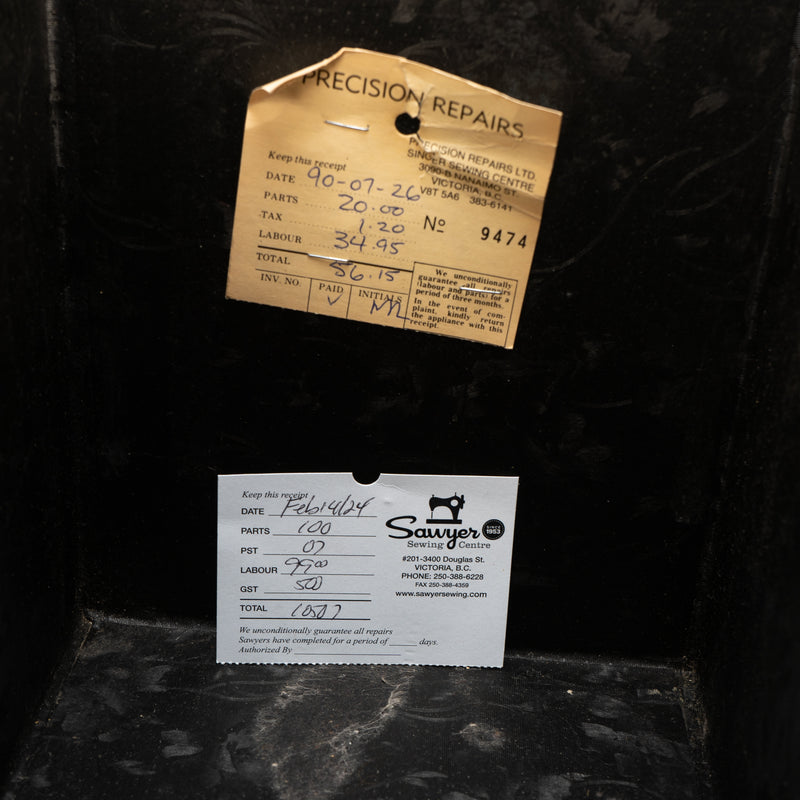 PRECISION REPAIRS
PRECISION REPAIRS LTD.
SINGER SEWING CENTRE
3090-B NANAIMO ST.
VICTORIA, B.C.
V8T 5A6 383-6141
Keep this receipt
DATE 90-07-26
PARTS 20.00
TAX 1.20
LABOUR 34.95
TOTAL 56.15
No 9474
INV. NO. PAID ✓ INITIALS
We unconditionally
guarantee all repairs
(labour and parts) for a
period of three months.
In the event of com-
plaint, kindly return
the appliance with this
receipt.
Keep this receipt
DATE Feb 14/24
PARTS 100
PST 07
LABOUR 99.00
GST 500
TOTAL 10507
Sawyer
SINCE
1953
Sewing Centre
#201-3400 Douglas St.
VICTORIA, B.C.
PHONE: 250-388-6228
FAX 250-388-4359
www.sawyersewing.com
We unconditionally guarantee all repairs
Sawyers have completed for a period of ______ days.
Authorized By